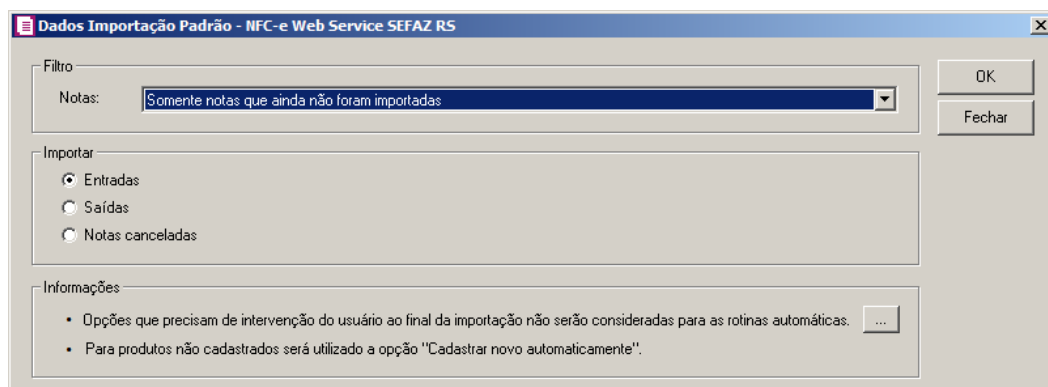 Dados Importação Padrão - NFC-e Web Service SEFAZ RS
Filtro
Notas: Somente notas que ainda não foram importadas
OK
Fechar
Importar
Entradas
Saídas
Notas canceladas
Informações
• Opções que precisam de intervenção do usuário ao final da importação não serão consideradas para as rotinas automáticas. ...
• Para produtos não cadastrados será utilizado a opção "Cadastrar novo automaticamente".